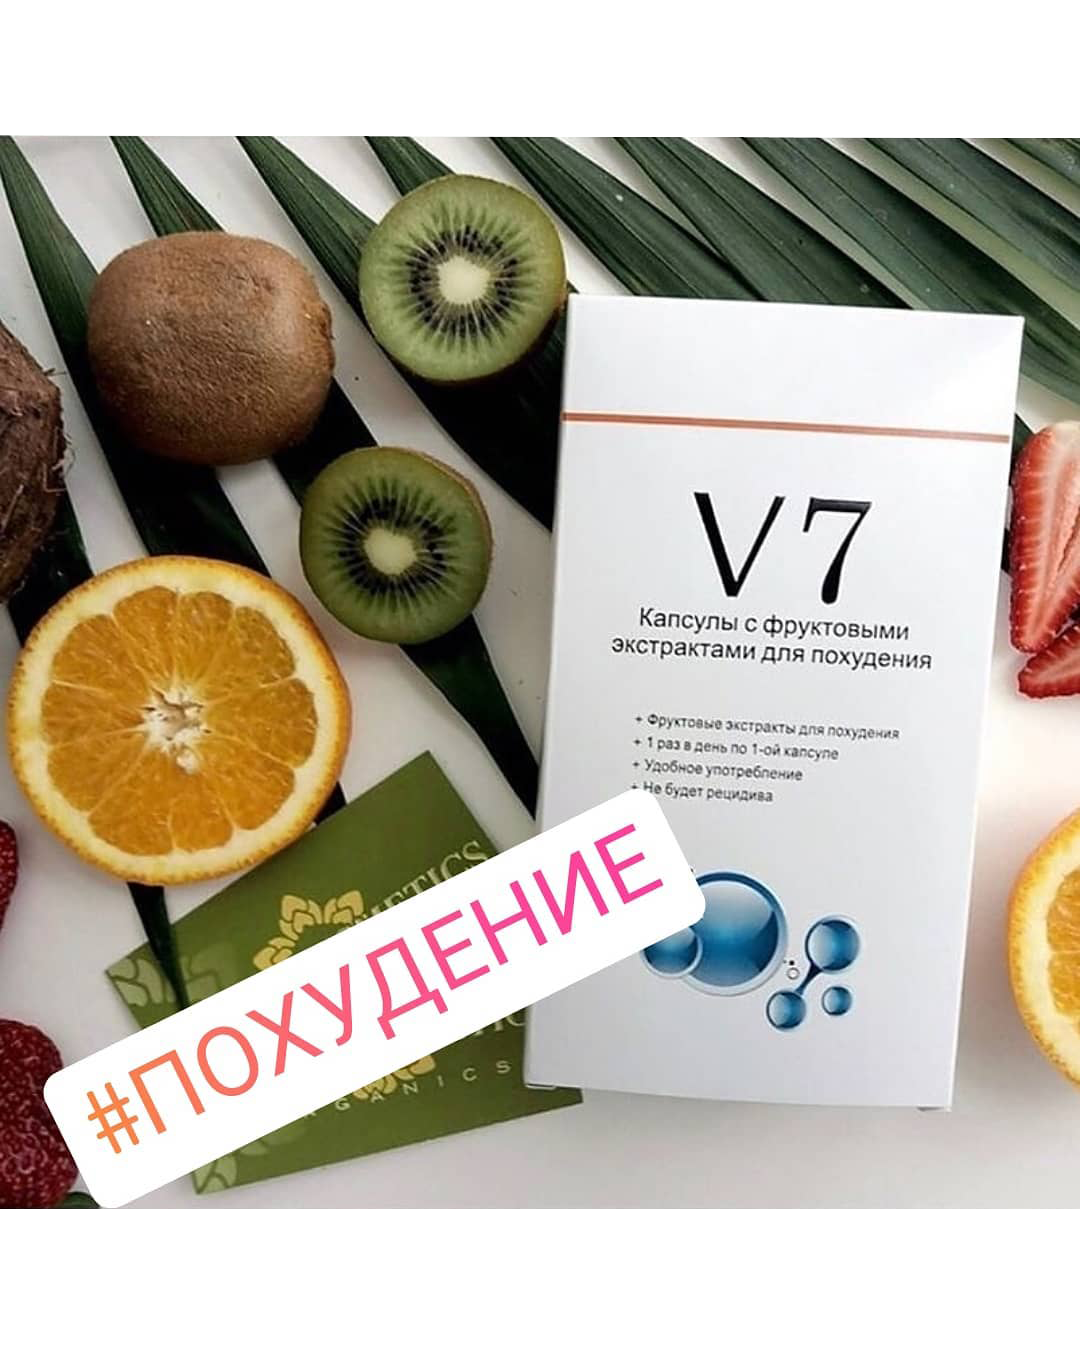 V7
Капсулы с фруктовыми
экстрактами для похудения
+ Фруктовые экстракты для похудения
+ 1 раз в день по 1-ой капсуле
+ Удобное употребление
+ Не будет рецидива
#ПОХУДЕНИЕ